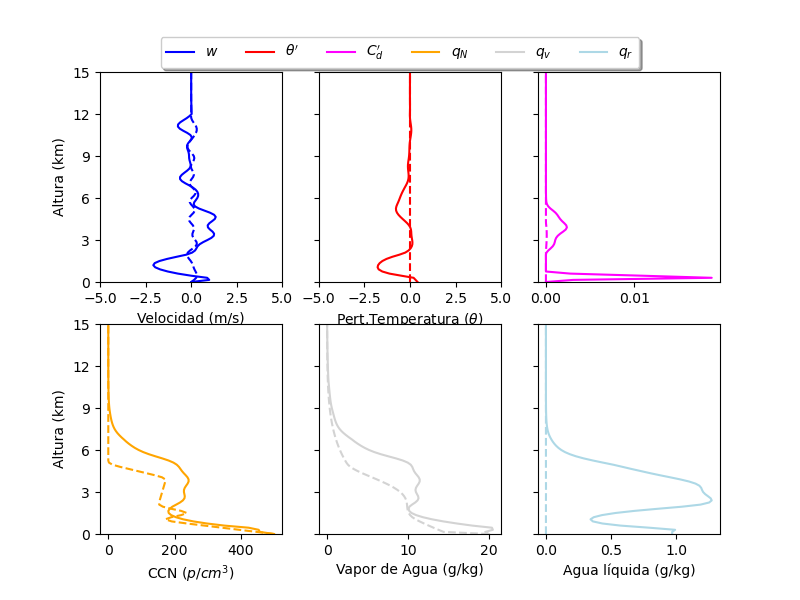 w θ′ C′d qN qv qr
15
12
9
6
3
0
Altura (km)
−5.0 −2.5 0.0 2.5 5.0
Velocidad (m/s)
−5.0 −2.5 0.0 2.5 5.0
Pert.Temperatura (θ)
0.00 0.01
15
12
9
6
3
0
Altura (km)
0 200 400
CCN (p/cm³)
0 10 20
Vapor de Agua (g/kg)
0.0 0.5 1.0
Agua líquida (g/kg)